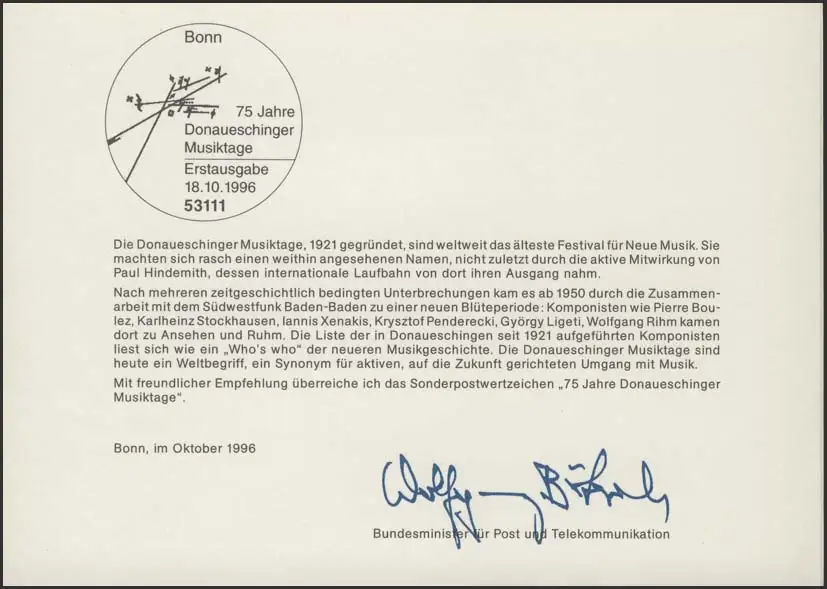 Bonn
75 Jahre
Donaueschinger
Musiktage
Erstausgabe
18.10.1996
53111
Die Donaueschinger Musiktage, 1921 gegründet, sind weltweit das älteste Festival für Neue Musik. Sie
machten sich rasch einen weithin angesehenen Namen, nicht zuletzt durch die aktive Mitwirkung von
Paul Hindemith, dessen internationale Laufbahn von dort ihren Ausgang nahm.
Nach mehreren zeitgeschichtlich bedingten Unterbrechungen kam es ab 1950 durch die Zusammen-
arbeit mit dem Südwestfunk Baden-Baden zu einer neuen Blüteperiode: Komponisten wie Pierre Bou-
lez, Karlheinz Stockhausen, Iannis Xenakis, Krysztof Penderecki, György Ligeti, Wolfgang Rihm kamen
dort zu Ansehen und Ruhm. Die Liste der in Donaueschingen seit 1921 aufgeführten Komponisten
liest sich wie ein „Who's who“ der neueren Musikgeschichte. Die Donaueschinger Musiktage sind
heute ein Weltbegriff, ein Synonym für aktiven, auf die Zukunft gerichteten Umgang mit Musik.
Mit freundlicher Empfehlung überreiche ich das Sonderpostwertzeichen „75 Jahre Donaueschinger
Musiktage“.
Bonn, im Oktober 1996
Wolfgang Bötsch
Bundesminister für Post und Telekommunikation